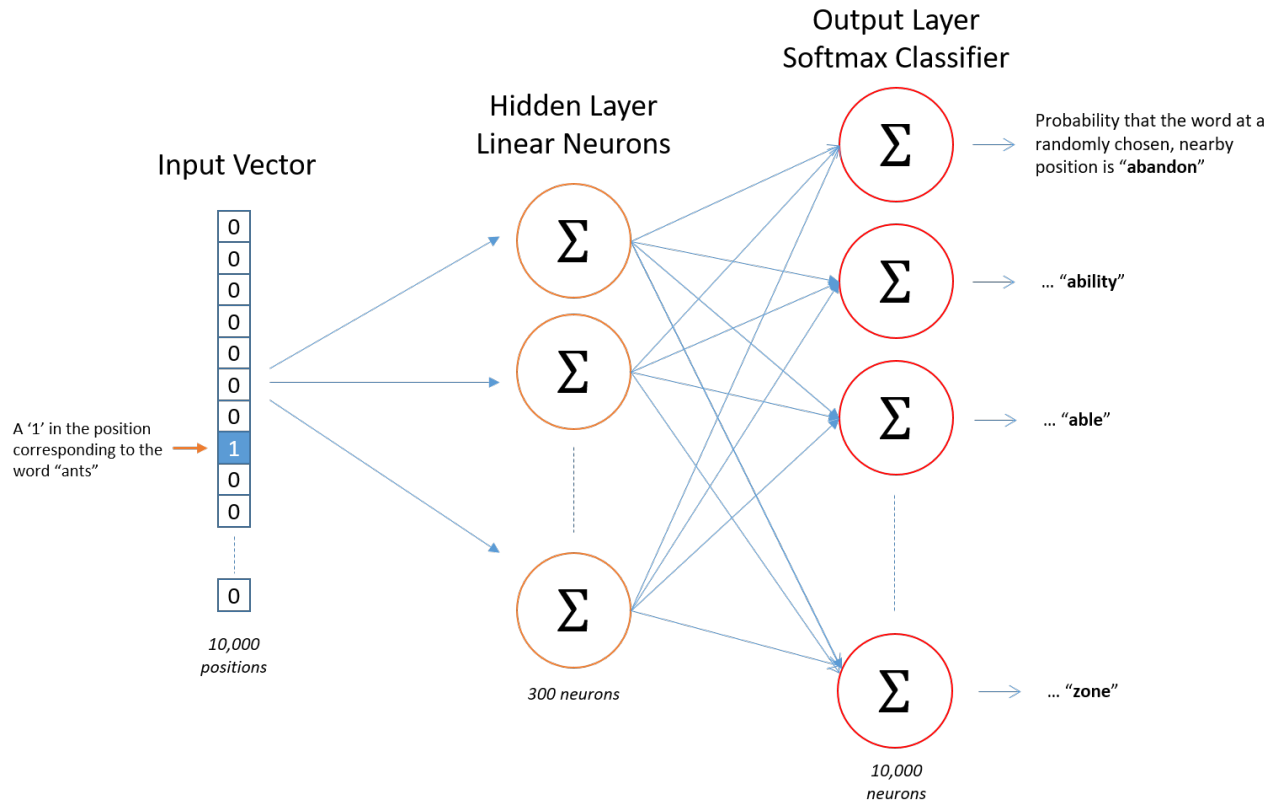 Output Layer
Softmax Classifier
Hidden Layer
Linear Neurons
Input Vector
Probability that the word at a
randomly chosen, nearby
position is “abandon”
0
0
0
0
0
0
0
1
0
0
0
A ‘1’ in the position
corresponding to the
word “ants”
Σ
Σ
Σ
Σ
Σ
Σ
Σ
... “ability”
... “able”
... “zone”
10,000
positions
300 neurons
10,000
neurons